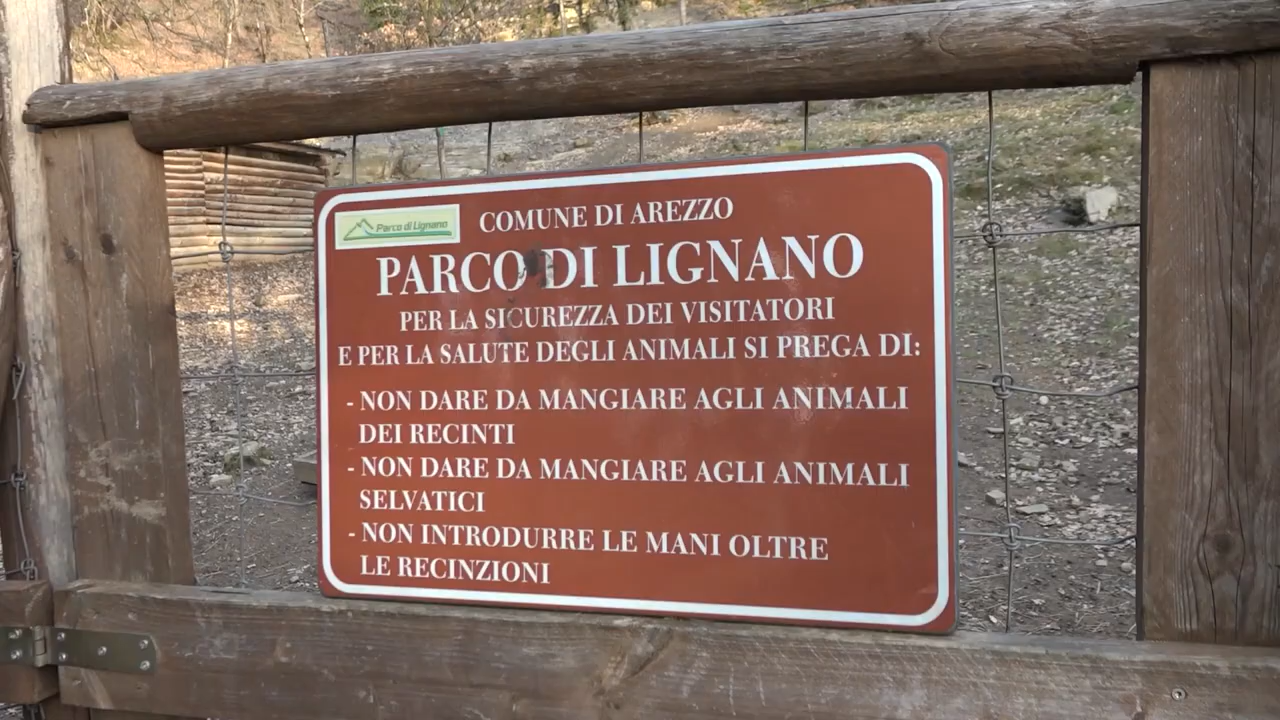 Parco di Lignano
COMUNE DI AREZZO
PARCO DI LIGNANO
PER LA SICUREZZA DEI VISITATORI
E PER LA SALUTE DEGLI ANIMALI SI PREGA DI:
- NON DARE DA MANGIARE AGLI ANIMALI
DEI RECINTI
- NON DARE DA MANGIARE AGLI ANIMALI
SELVATICI
- NON INTRODURRE LE MANI OLTRE
LE RECINZIONI